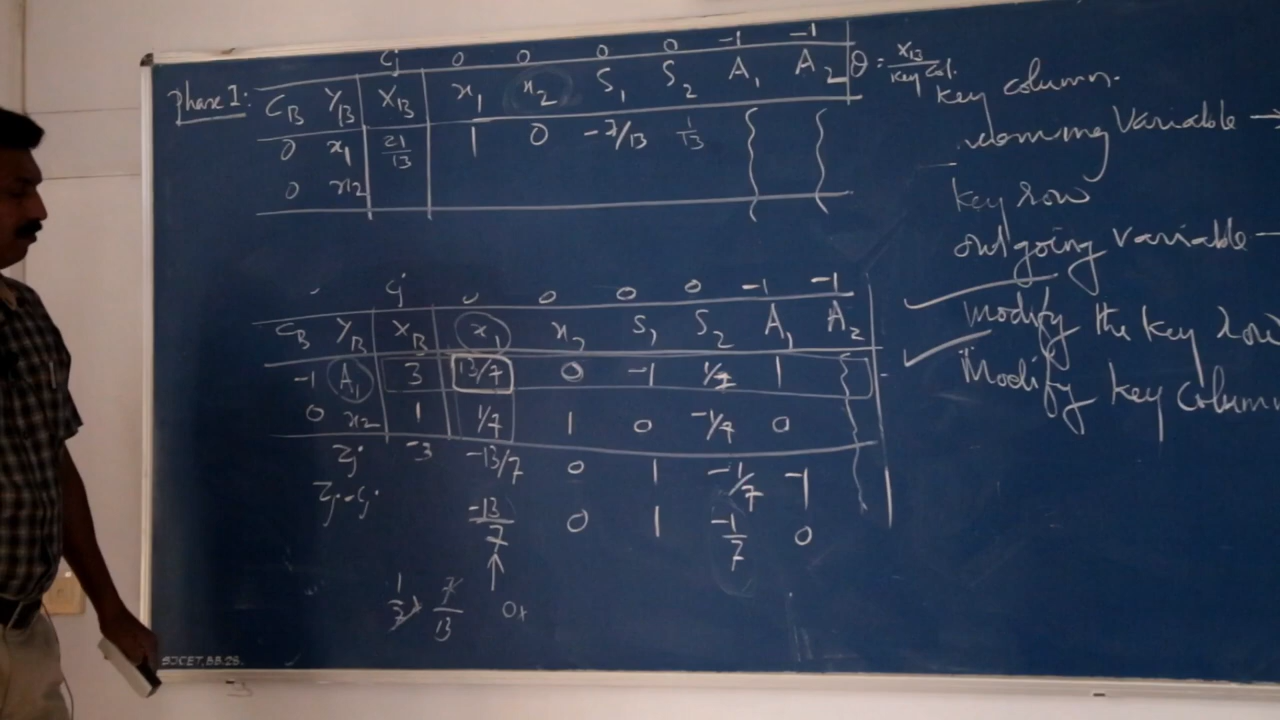 Cj 0 0 0 0 -1 -1
Phase I: CB YB XB x1 x2 S1 S2 A1 A2 θ = XB/Key Col.
0 x1 21/13 1 0 -7/13 1/13
0 x2
Key column.
Variable →
Key row
outgoing variable →
modify the key row
Modify key column
Cj 0 0 0 0 -1 -1
CB YB XB x1 x2 S1 S2 A1 A2
-1 A1 3 13/7 0 -1 1/7 1
0 x2 1 1/7 1 0 -1/7 0
Zj -3 -13/7 0 1 -1/7 -1
Zj-Cj -13/7 0 1 -1/7 0
SJCET.BB.28.